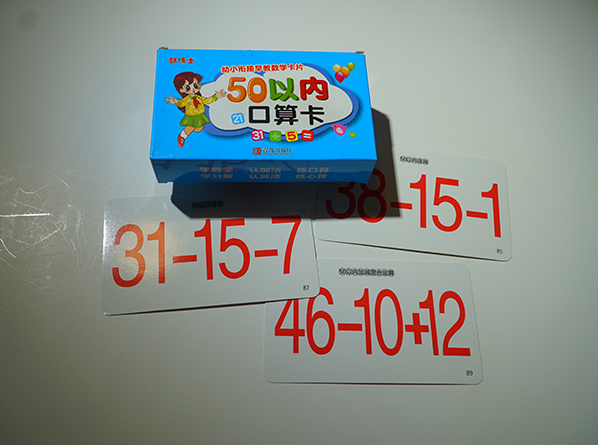 幼小衔接早教数学卡片
50以内
21
口算卡
31+5=
学数学 认加法 练口算
学分解 认减法 练心算
38-15-1
85
31-15-7
87
50以内加减混合运算
46-10+12
89